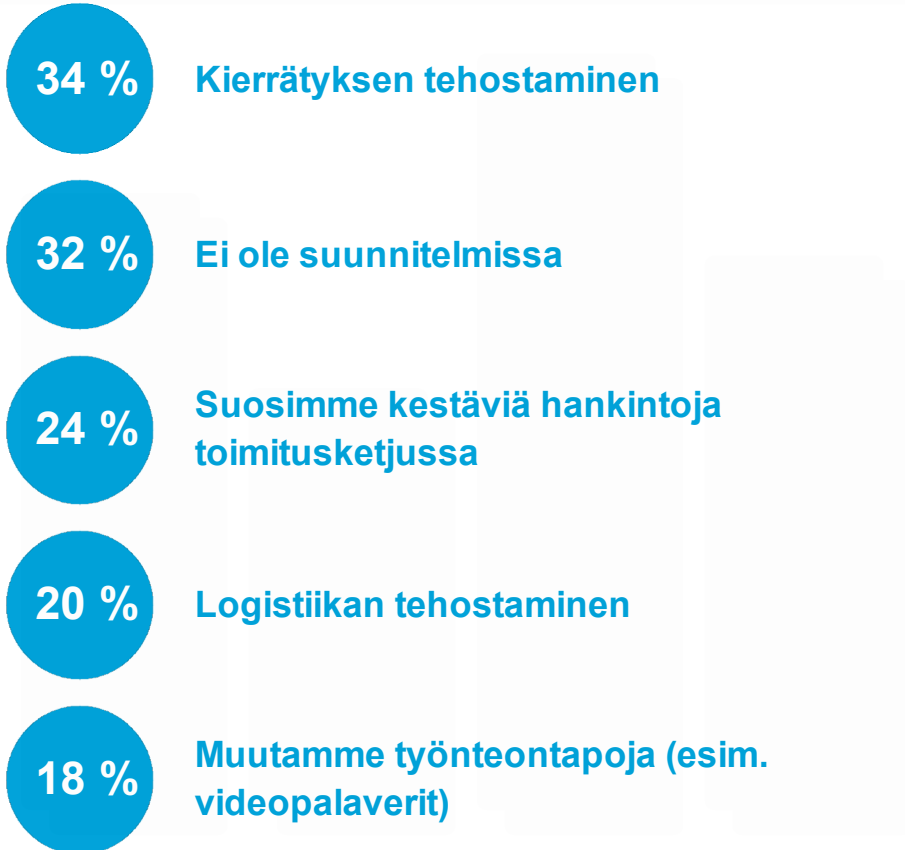 34 %
Kierrätyksen tehostaminen
32 %
Ei ole suunnitelmissa
24 %
Suosimme kestäviä hankintoja
toimitusketjussa
20 %
Logistiikan tehostaminen
18 %
Muutamme työnteontapoja (esim.
videopalaverit)